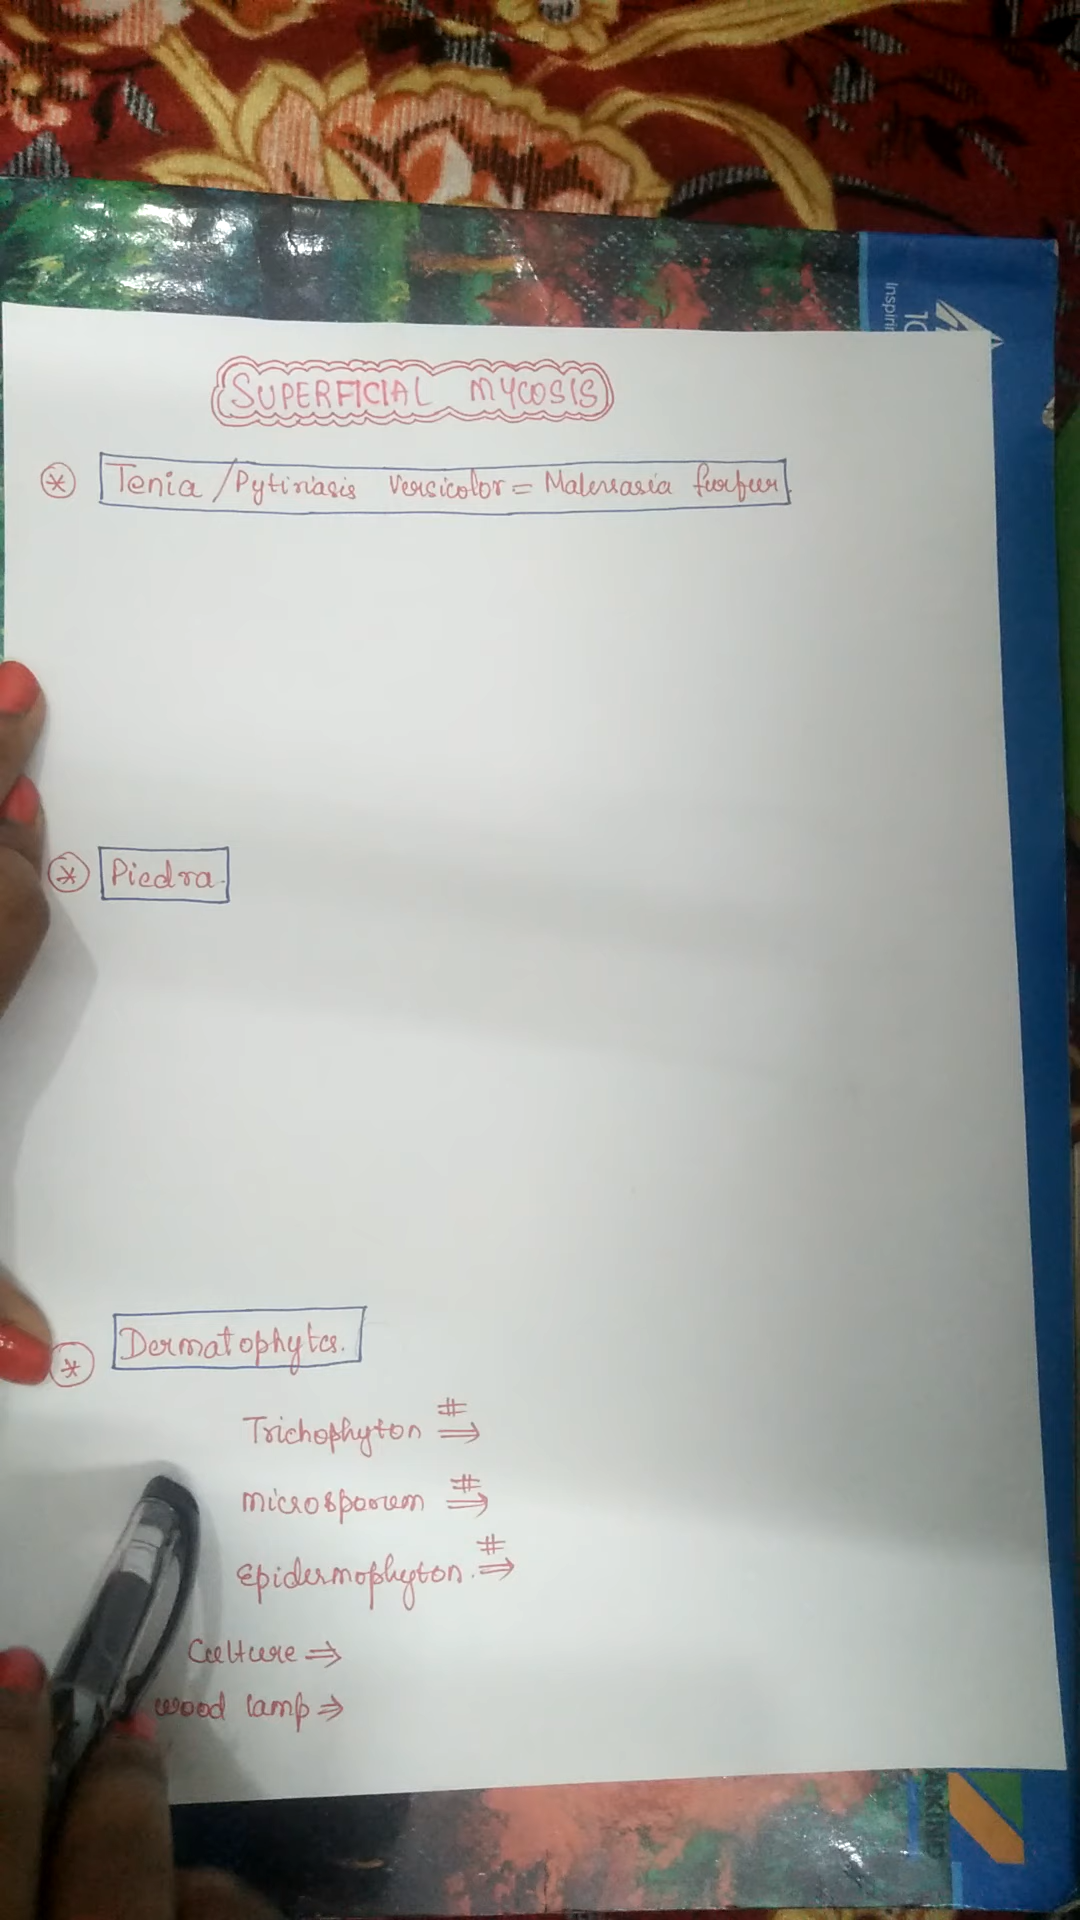 SUPERFICIAL MYCOSIS
Tenia / Pytiriasis Versicolor = Malessasia furfur.
Piedra.
Dermatophytes.
Trichophyton # ⇒
microsporum # ⇒
Epidermophyton. # ⇒
Culture ⇒
wood lamp ⇒